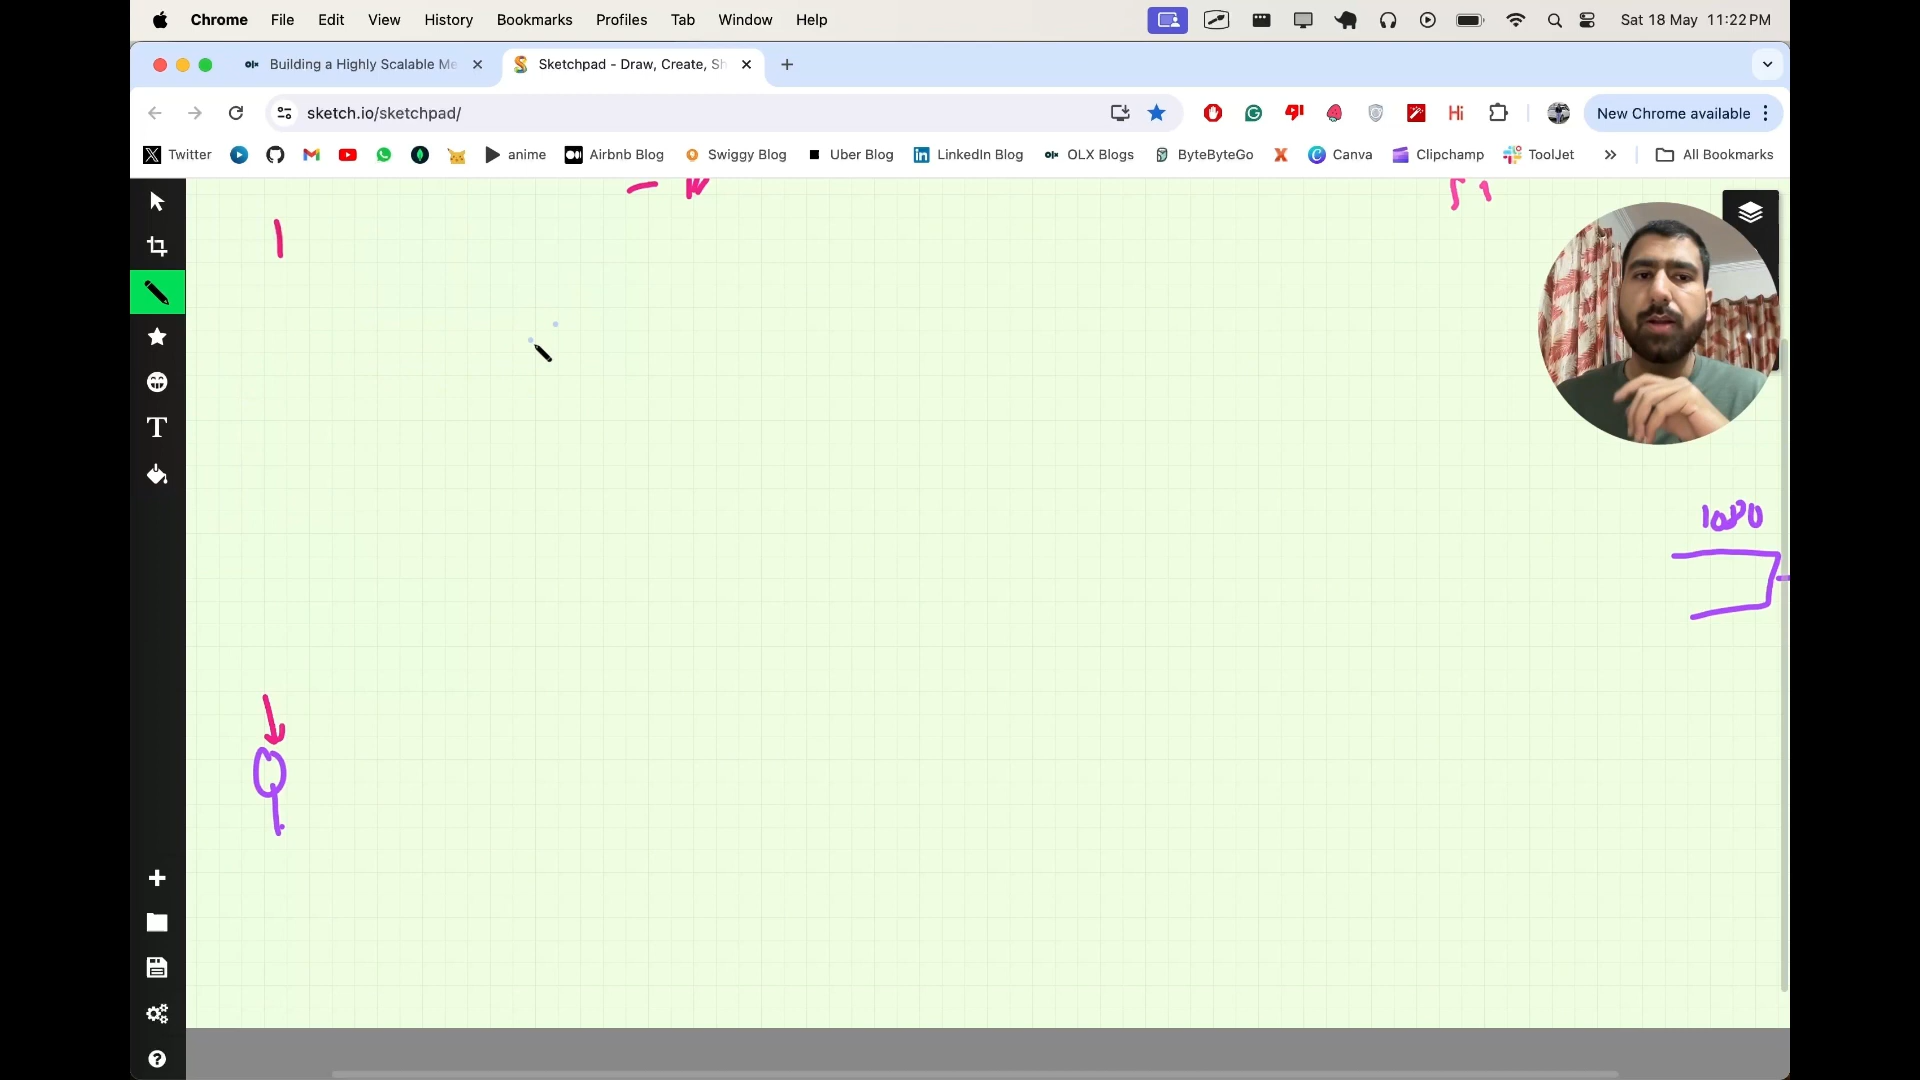 Chrome File Edit View History Bookmarks Profiles Tab Window Help Sat 18 May 11:22 PM
Building a Highly Scalable Me
Sketchpad - Draw, Create, Sh
sketch.io/sketchpad/
Hi
New Chrome available
Twitter anime Airbnb Blog Swiggy Blog Uber Blog LinkedIn Blog OLX Blogs ByteByteGo Canva Clipchamp ToolJet » All Bookmarks
T